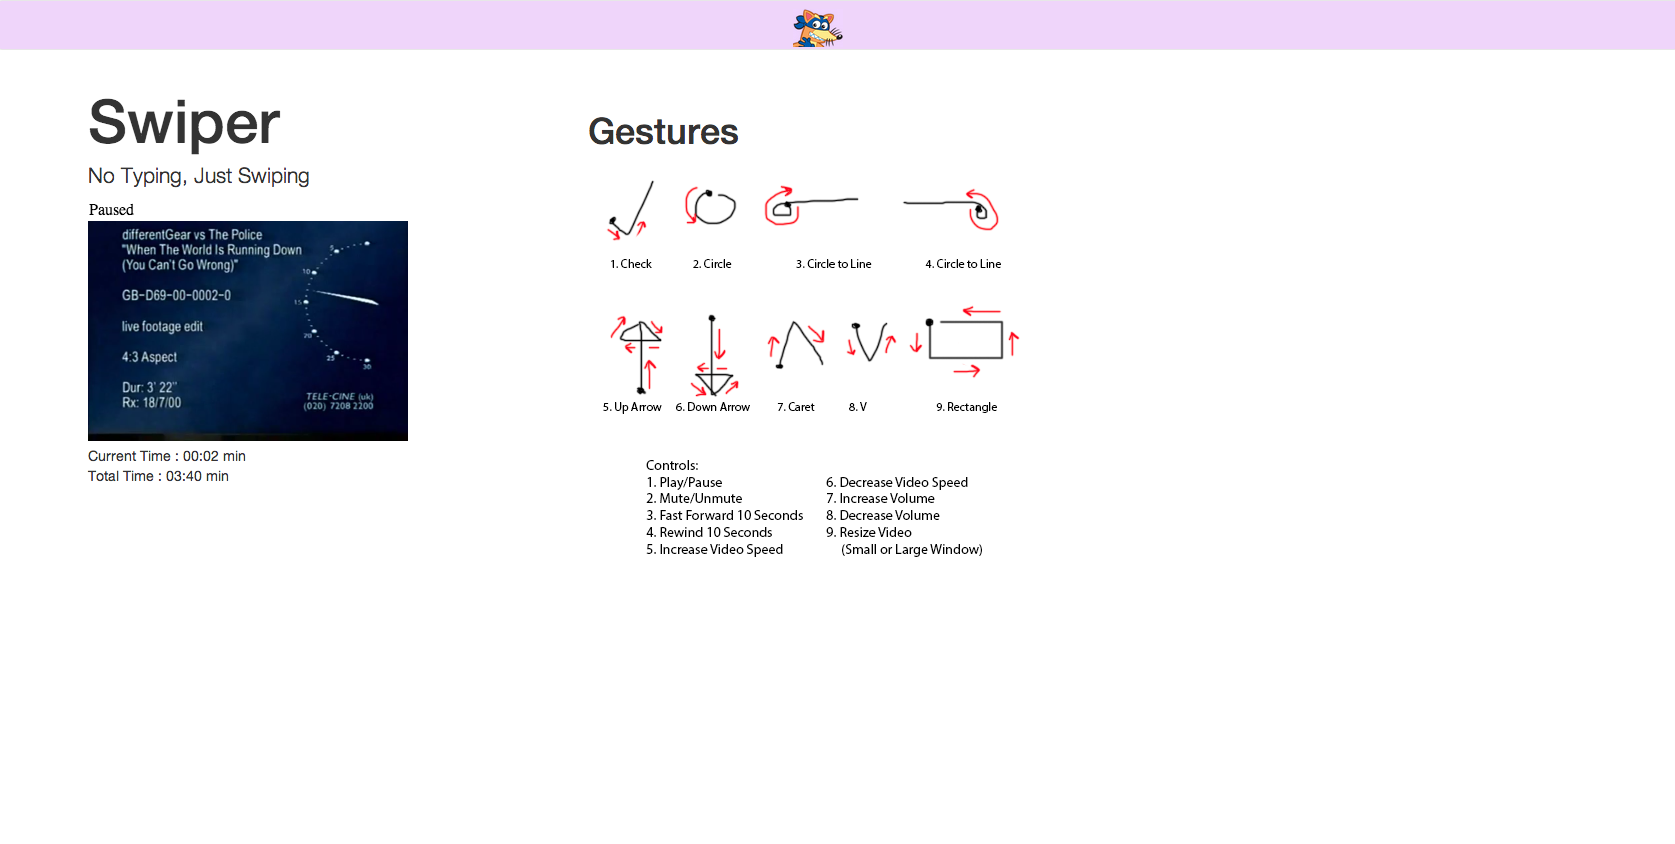 Swiper
No Typing, Just Swiping
Paused
differentGear vs The Police
"When The World Is Running Down
(You Can't Go Wrong)"
GB-D69-00-0002-0
live footage edit
4:3 Aspect
Dur: 3' 22"
Rx: 18/7/00
5
10
15
20
25
30
TELE-CINE (uk)
(020) 7208 2200
Current Time : 00:02 min
Total Time : 03:40 min
Gestures
1. Check
2. Circle
3. Circle to Line
4. Circle to Line
5. Up Arrow
6. Down Arrow
7. Caret
8. V
9. Rectangle
Controls:
1. Play/Pause
2. Mute/Unmute
3. Fast Forward 10 Seconds
4. Rewind 10 Seconds
5. Increase Video Speed
6. Decrease Video Speed
7. Increase Volume
8. Decrease Volume
9. Resize Video
(Small or Large Window)